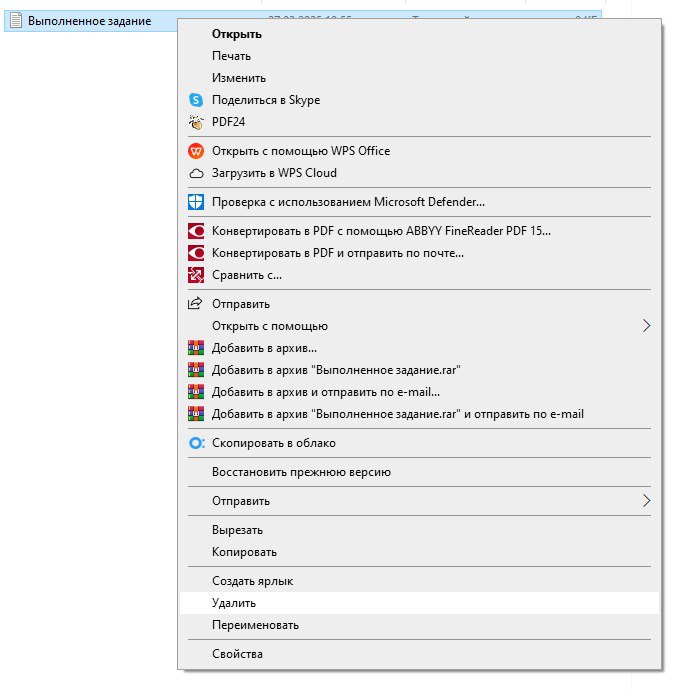 Выполненное задание
Открыть
Печать
Изменить
Поделиться в Skype
PDF24
Открыть с помощью WPS Office
Загрузить в WPS Cloud
Проверка с использованием Microsoft Defender...
Конвертировать в PDF с помощью ABBYY FineReader PDF 15...
Конвертировать в PDF и отправить по почте...
Сравнить с...
Отправить
Открыть с помощью
Добавить в архив...
Добавить в архив "Выполненное задание.rar"
Добавить в архив и отправить по e-mail...
Добавить в архив "Выполненное задание.rar" и отправить по e-mail
Скопировать в облако
Восстановить прежнюю версию
Отправить
Вырезать
Копировать
Создать ярлык
Удалить
Переименовать
Свойства